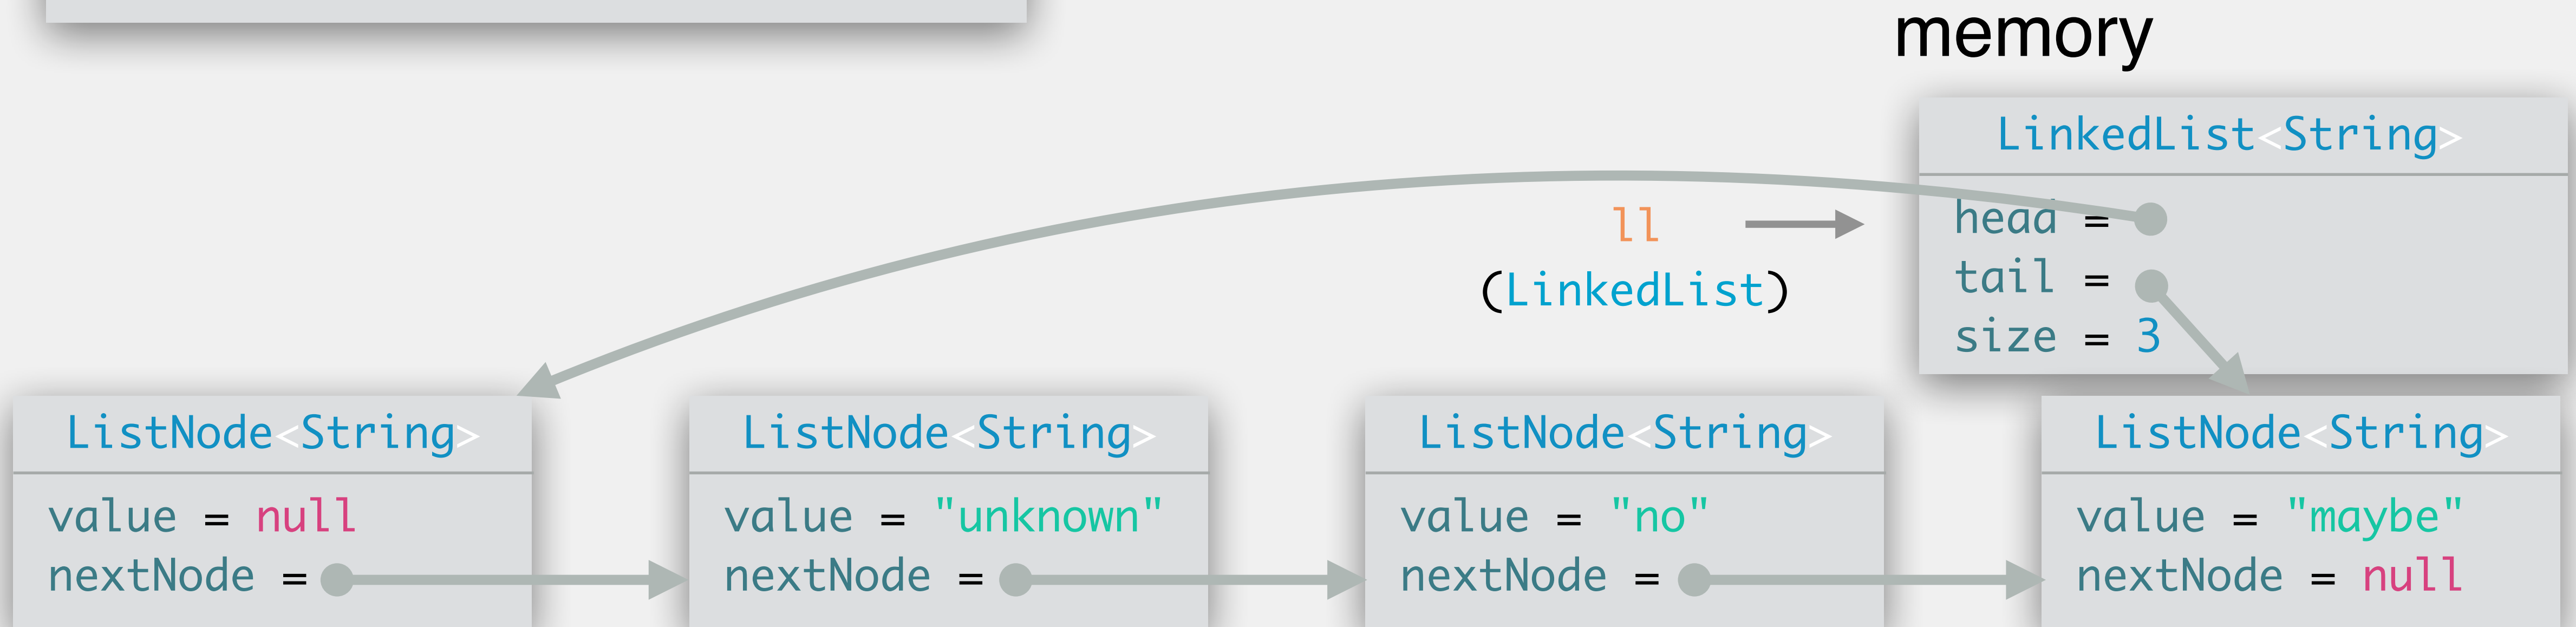 memory
LinkedList<String>
head =
tail =
size = 3
ll
(LinkedList)
ListNode<String>
value = null
nextNode =
ListNode<String>
value = "unknown"
nextNode =
ListNode<String>
value = "no"
nextNode =
ListNode<String>
value = "maybe"
nextNode = null